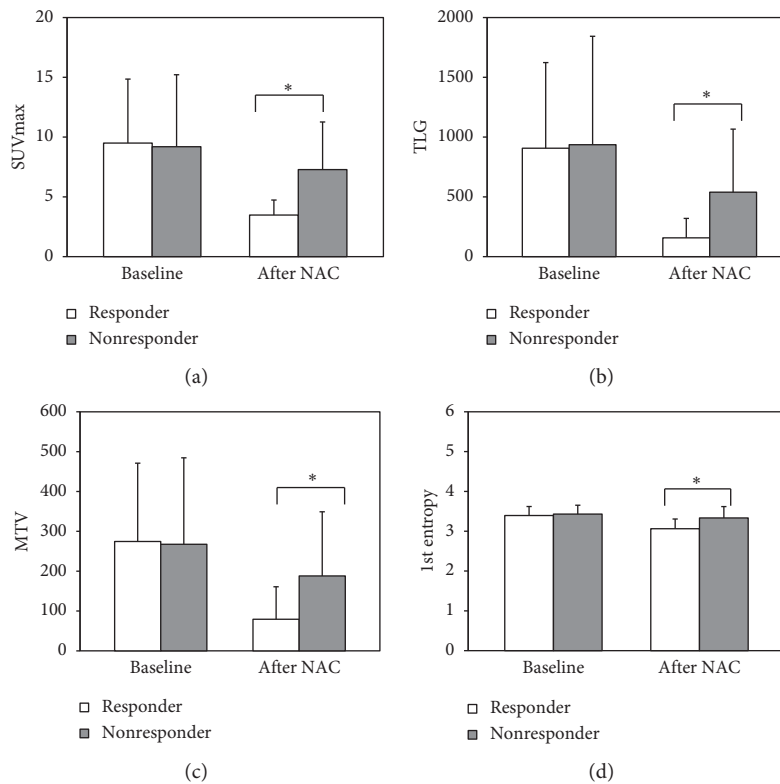 20
15
10
5
0
SUVmax
*
Baseline
After NAC
Responder
Nonresponder
(a)
2000
1500
1000
500
0
TLG
*
Baseline
After NAC
Responder
Nonresponder
(b)
600
500
400
300
200
100
0
MTV
*
Baseline
After NAC
Responder
Nonresponder
(c)
6
5
4
3
2
1
0
1st entropy
*
Baseline
After NAC
Responder
Nonresponder
(d)